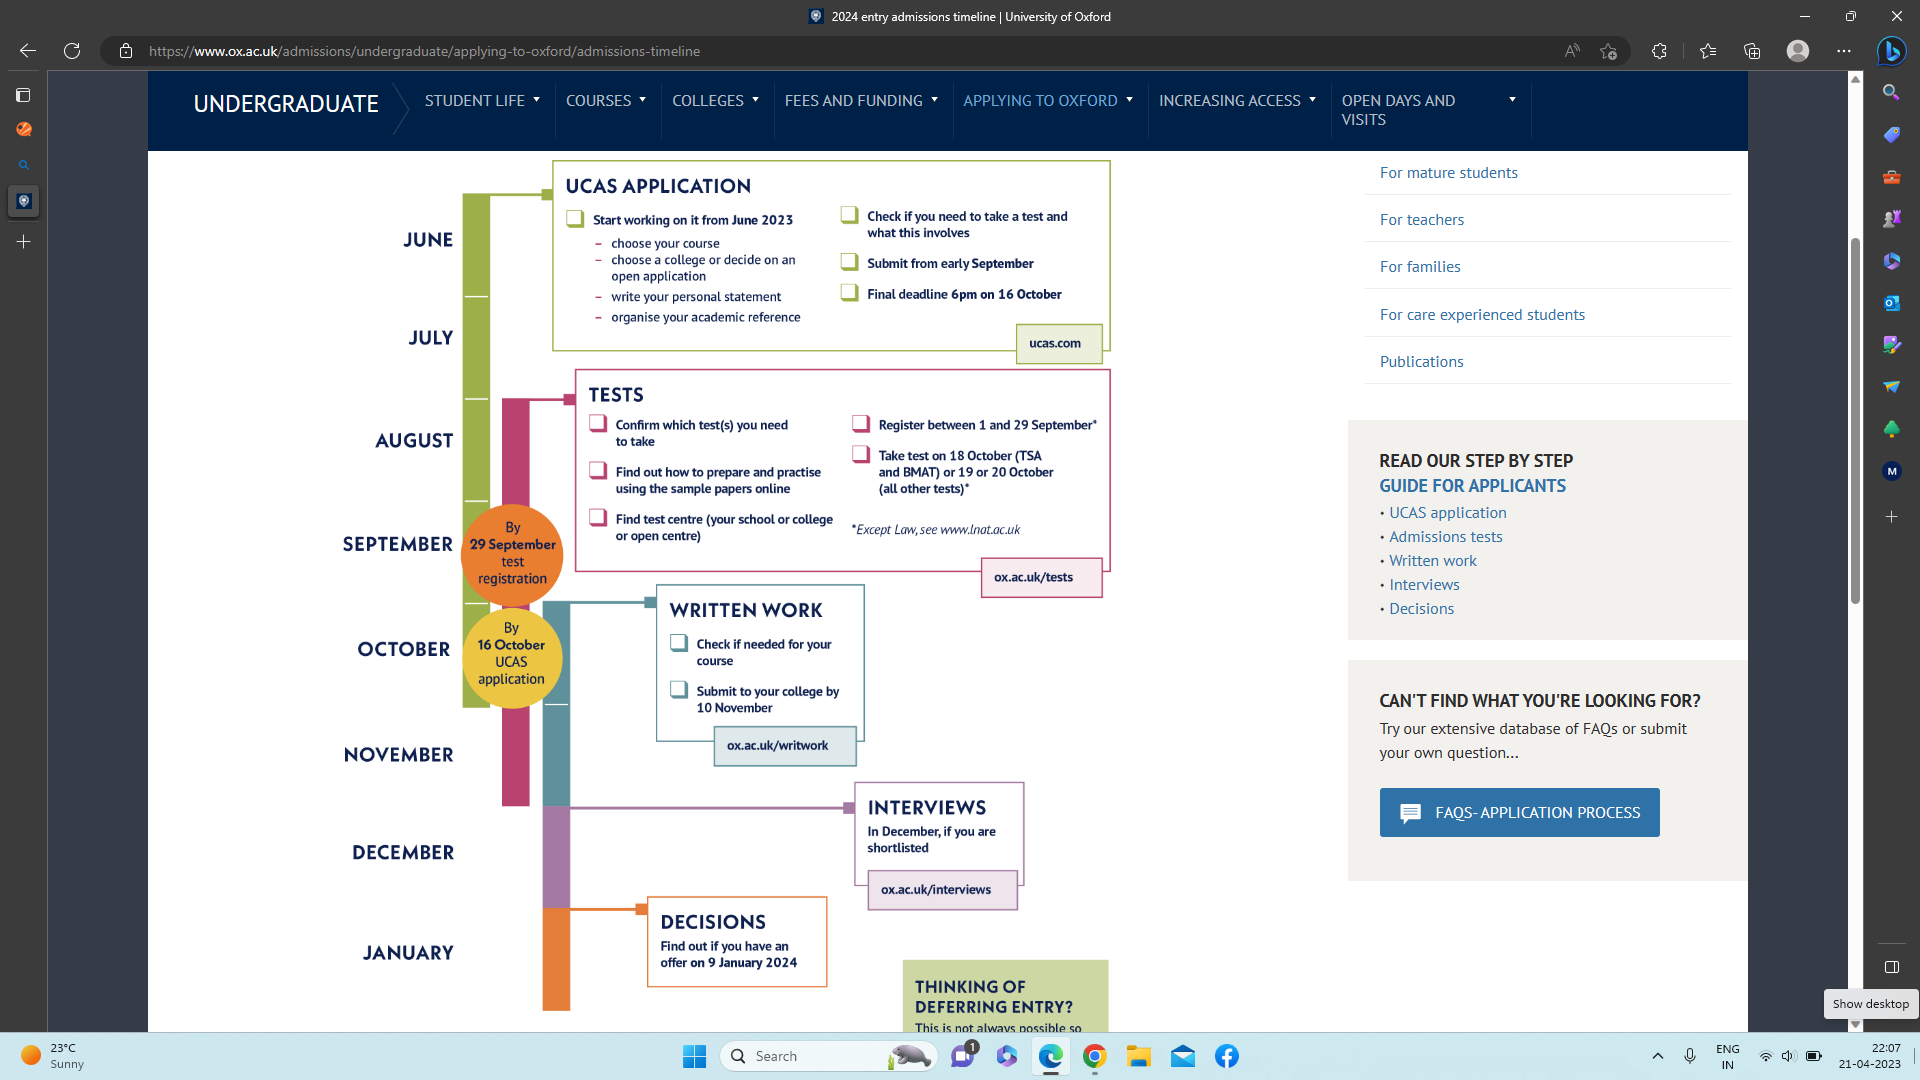 2024 entry admissions timeline | University of Oxford
https://www.ox.ac.uk/admissions/undergraduate/applying-to-oxford/admissions-timeline
UNDERGRADUATE
STUDENT LIFE
COURSES
COLLEGES
FEES AND FUNDING
APPLYING TO OXFORD
INCREASING ACCESS
OPEN DAYS AND
VISITS
JUNE
JULY
AUGUST
SEPTEMBER
OCTOBER
NOVEMBER
DECEMBER
JANUARY
By
29 September
test
registration
By
16 October
UCAS
application
UCAS APPLICATION
Start working on it from June 2023
– choose your course
– choose a college or decide on an
open application
– write your personal statement
– organise your academic reference
Check if you need to take a test and
what this involves
Submit from early September
Final deadline 6pm on 16 October
ucas.com
TESTS
Confirm which test(s) you need
to take
Find out how to prepare and practise
using the sample papers online
Find test centre (your school or college
or open centre)
Register between 1 and 29 September*
Take test on 18 October (TSA
and BMAT) or 19 or 20 October
(all other tests)*
*Except Law, see www.lnat.ac.uk
ox.ac.uk/tests
WRITTEN WORK
Check if needed for your
course
Submit to your college by
10 November
ox.ac.uk/writwork
INTERVIEWS
In December, if you are
shortlisted
ox.ac.uk/interviews
DECISIONS
Find out if you have an
offer on 9 January 2024
THINKING OF
DEFERRING ENTRY?
This is not always possible so
For mature students
For teachers
For families
For care experienced students
Publications
READ OUR STEP BY STEP
GUIDE FOR APPLICANTS
• UCAS application
• Admissions tests
• Written work
• Interviews
• Decisions
CAN'T FIND WHAT YOU'RE LOOKING FOR?
Try our extensive database of FAQs or submit
your own question...
FAQS- APPLICATION PROCESS
M
Show desktop
23°C
Sunny
Search
1
ENG
IN
22:07
21-04-2023